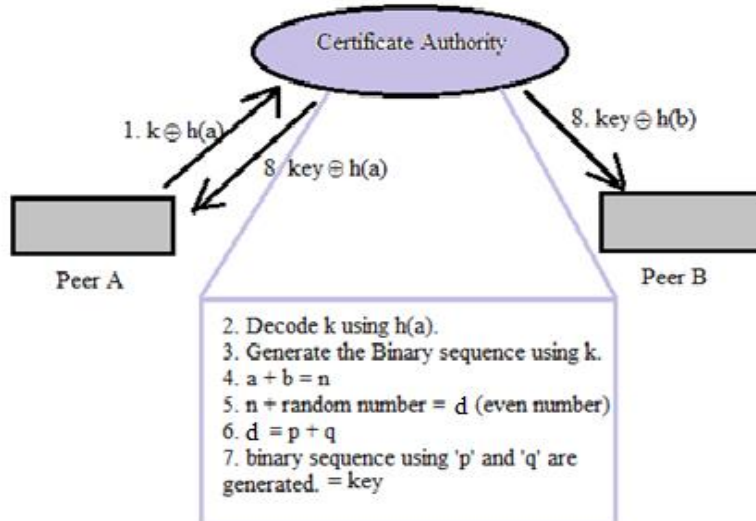 Certificate Authority
1. k ⊕ h(a)
8. key ⊕ h(a)
8. key ⊕ h(b)
Peer A
Peer B
2. Decode k using h(a).
3. Generate the Binary sequence using k.
4. a + b = n
5. n + random number = d (even number)
6. d = p + q
7. binary sequence using 'p' and 'q' are
generated. = key